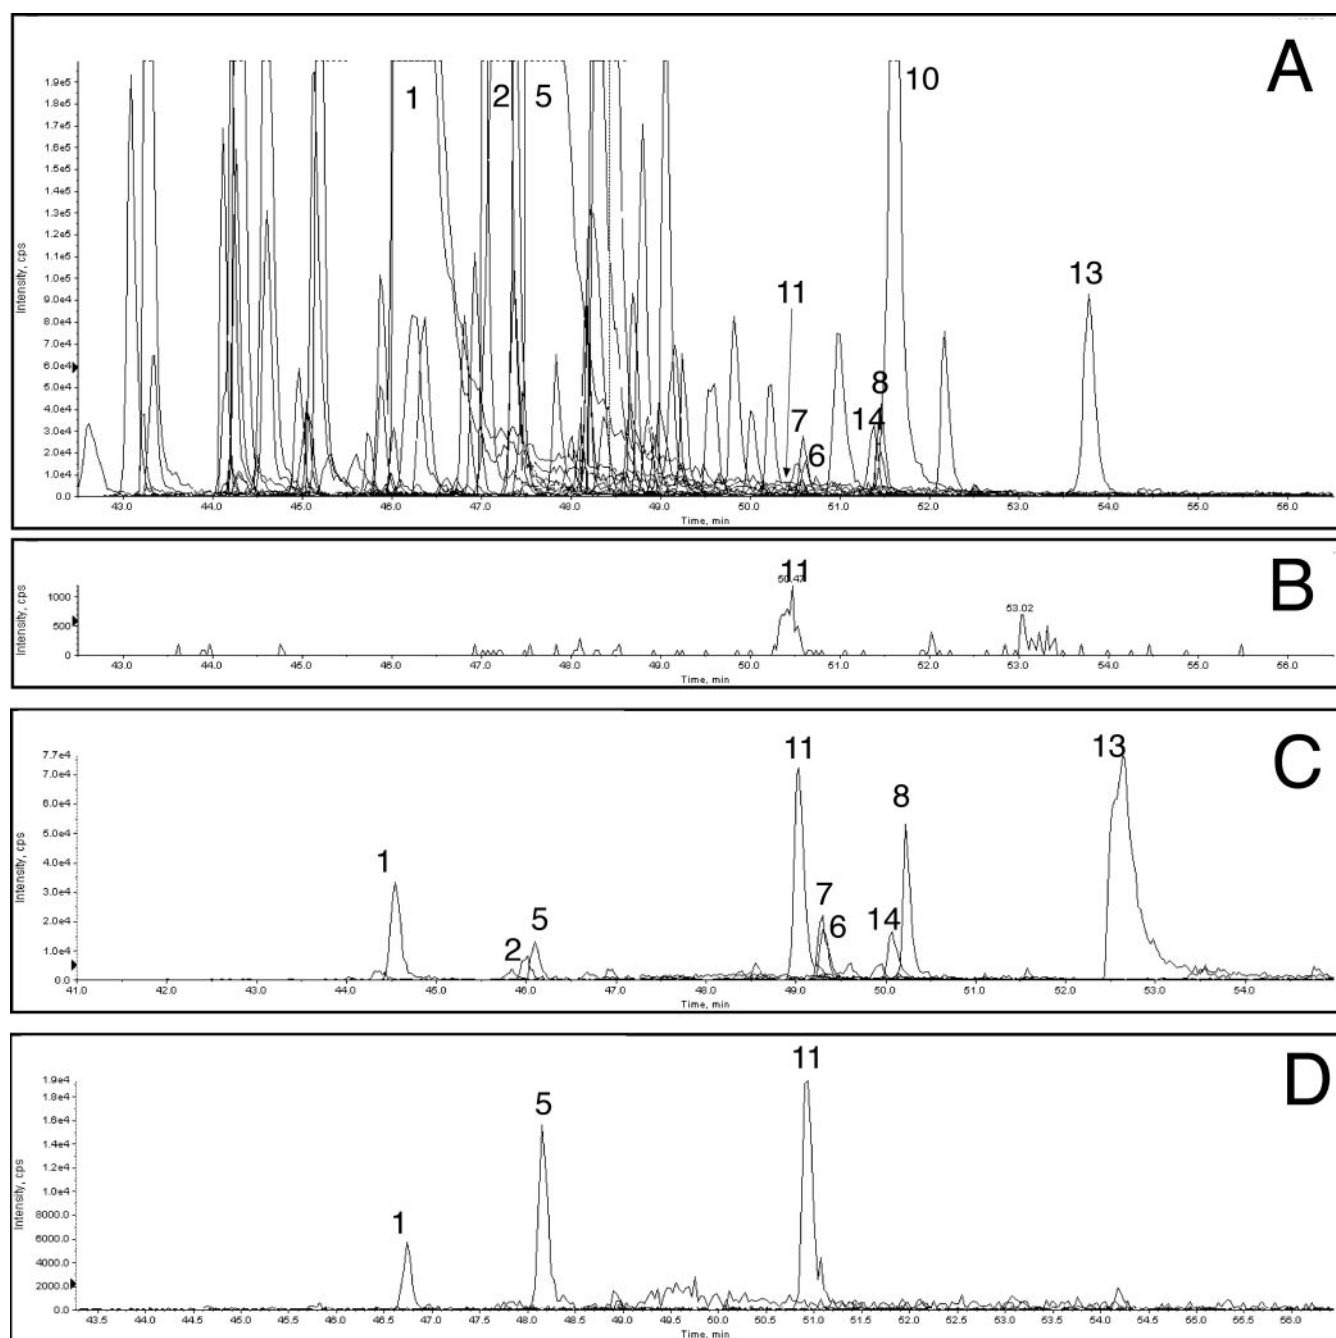 A
1 2 5 10
11 13
8
7 14
6
Intensity, cps
1.9e5
1.8e5
1.7e5
1.6e5
1.5e5
1.4e5
1.3e5
1.2e5
1.1e5
1.0e5
9.0e4
8.0e4
7.0e4
6.0e4
5.0e4
4.0e4
3.0e4
2.0e4
1.0e4
0.0
43.0 44.0 45.0 46.0 47.0 48.0 49.0 50.0 51.0 52.0 53.0 54.0 55.0 56.0
Time, min
B
11
50.47 53.02
Intensity, cps
1000
500
0
43.0 44.0 45.0 46.0 47.0 48.0 49.0 50.0 51.0 52.0 53.0 54.0 55.0 56.0
Time, min
C
11 13
8
1 7
2 5 6 14
Intensity, cps
7.7e4
7.0e4
6.0e4
5.0e4
4.0e4
3.0e4
2.0e4
1.0e4
0.0
41.0 42.0 43.0 44.0 45.0 46.0 47.0 48.0 49.0 50.0 51.0 52.0 53.0 54.0
Time, min
D
11
5
1
Intensity, cps
1.9e4
1.8e4
1.6e4
1.4e4
1.2e4
1.0e4
8000.0
6000.0
4000.0
2000.0
0.0
43.5 44.0 44.5 45.0 45.5 46.0 46.5 47.0 47.5 48.0 48.5 49.0 49.5 50.0 50.5 51.0 51.5 52.0 52.5 53.0 53.5 54.0 54.5 55.0 55.5 56.0
Time, min